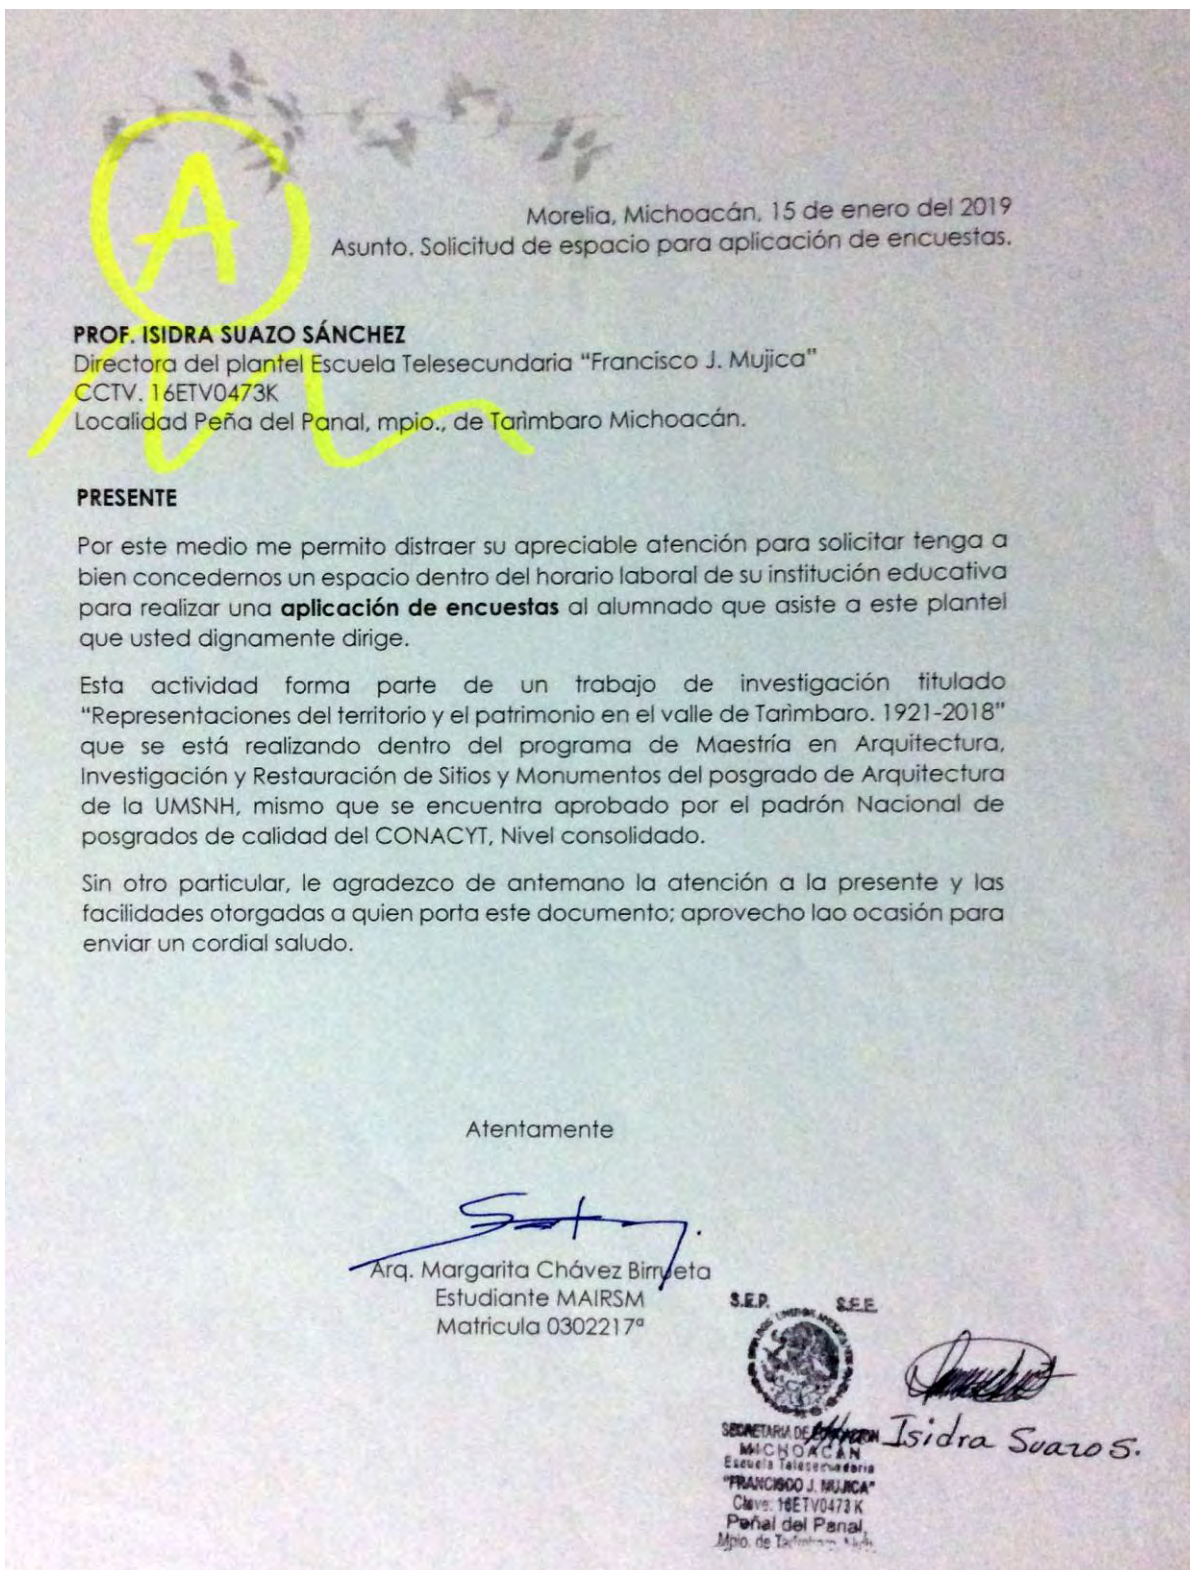 A
Morelia, Michoacán, 15 de enero del 2019
Asunto. Solicitud de espacio para aplicación de encuestas.
PROF. ISIDRA SUAZO SÁNCHEZ
Directora del plantel Escuela Telesecundaria "Francisco J. Mujica"
CCTV. 16ETV0473K
Localidad Peña del Panal, mpio., de Tarìmbaro Michoacán.
PRESENTE
Por este medio me permito distraer su apreciable atención para solicitar tenga a
bien concedernos un espacio dentro del horario laboral de su institución educativa
para realizar una aplicación de encuestas al alumnado que asiste a este plantel
que usted dignamente dirige.
Esta actividad forma parte de un trabajo de investigación titulado
"Representaciones del territorio y el patrimonio en el valle de Tarìmbaro. 1921-2018"
que se está realizando dentro del programa de Maestría en Arquitectura,
Investigación y Restauración de Sitios y Monumentos del posgrado de Arquitectura
de la UMSNH, mismo que se encuentra aprobado por el padrón Nacional de
posgrados de calidad del CONACYT, Nivel consolidado.
Sin otro particular, le agradezco de antemano la atención a la presente y las
facilidades otorgadas a quien porta este documento; aprovecho lao ocasión para
enviar un cordial saludo.
Atentamente
Arq. Margarita Chávez Birrueta
Estudiante MAIRSM
Matricula 0302217ª
S.E.P. S.E.E.
SECRETARIA DE
Isidra Suazo S.
MICHOACÁN
Escuela Telesecundaria
"FRANCISCO J. MUJICA"
Clave: 16ETV0473K
Peñal del Panal,
Mpio. de